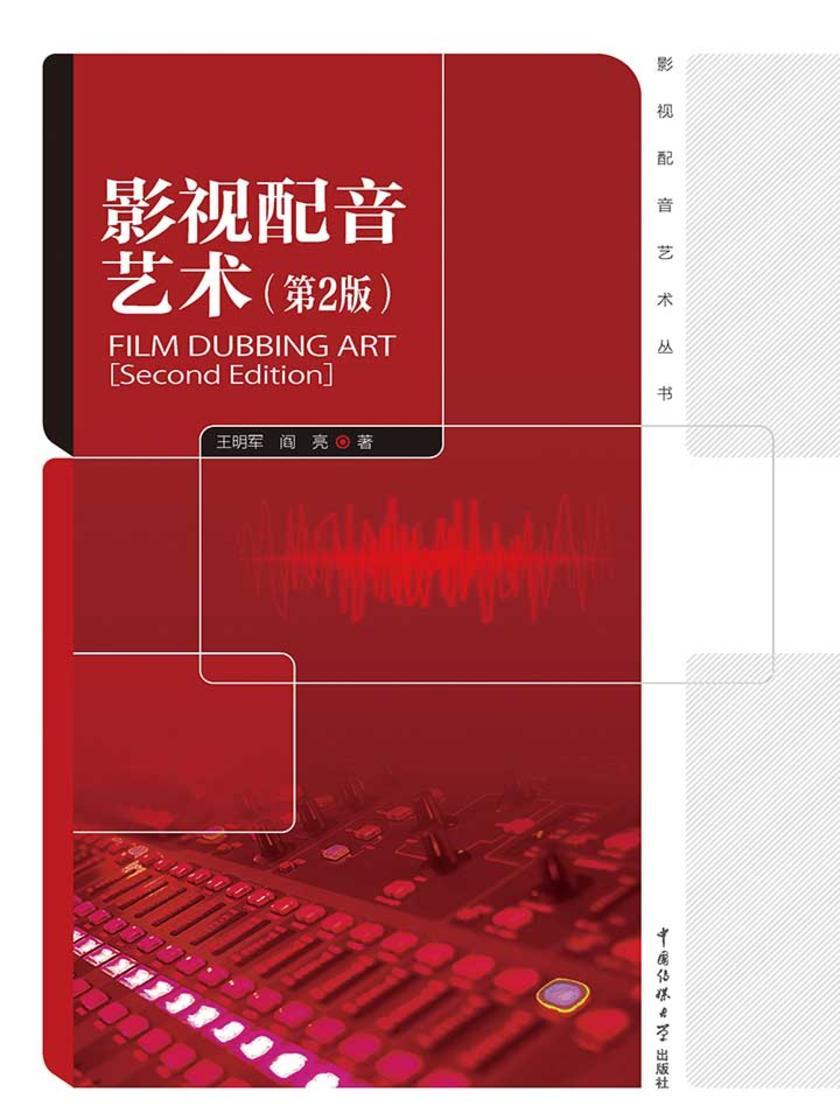 影视配音
艺术（第2版）
FILM DUBBING ART
[Second Edition]
王明军 阎 亮 著
影视配音艺术丛书
中国传媒大学出版社